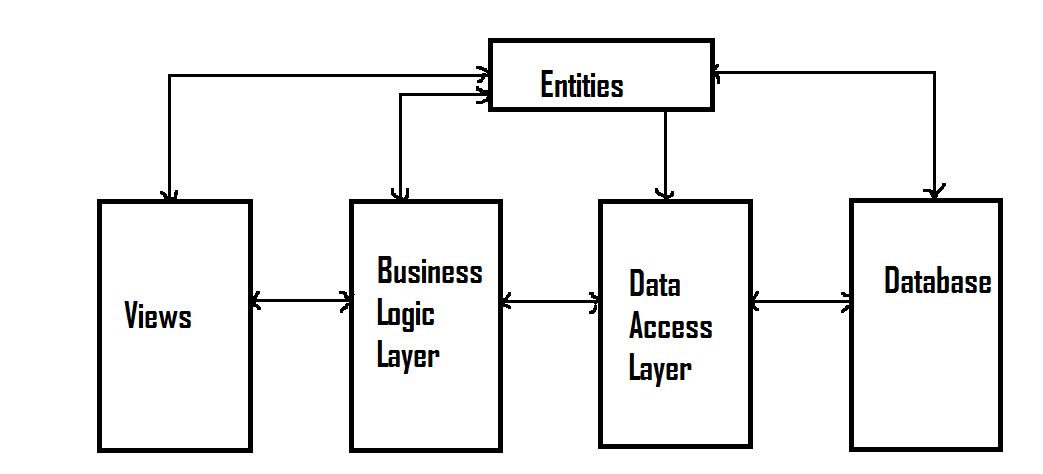 Entities
Views
Business
Logic
Layer
Data
Access
Layer
Database